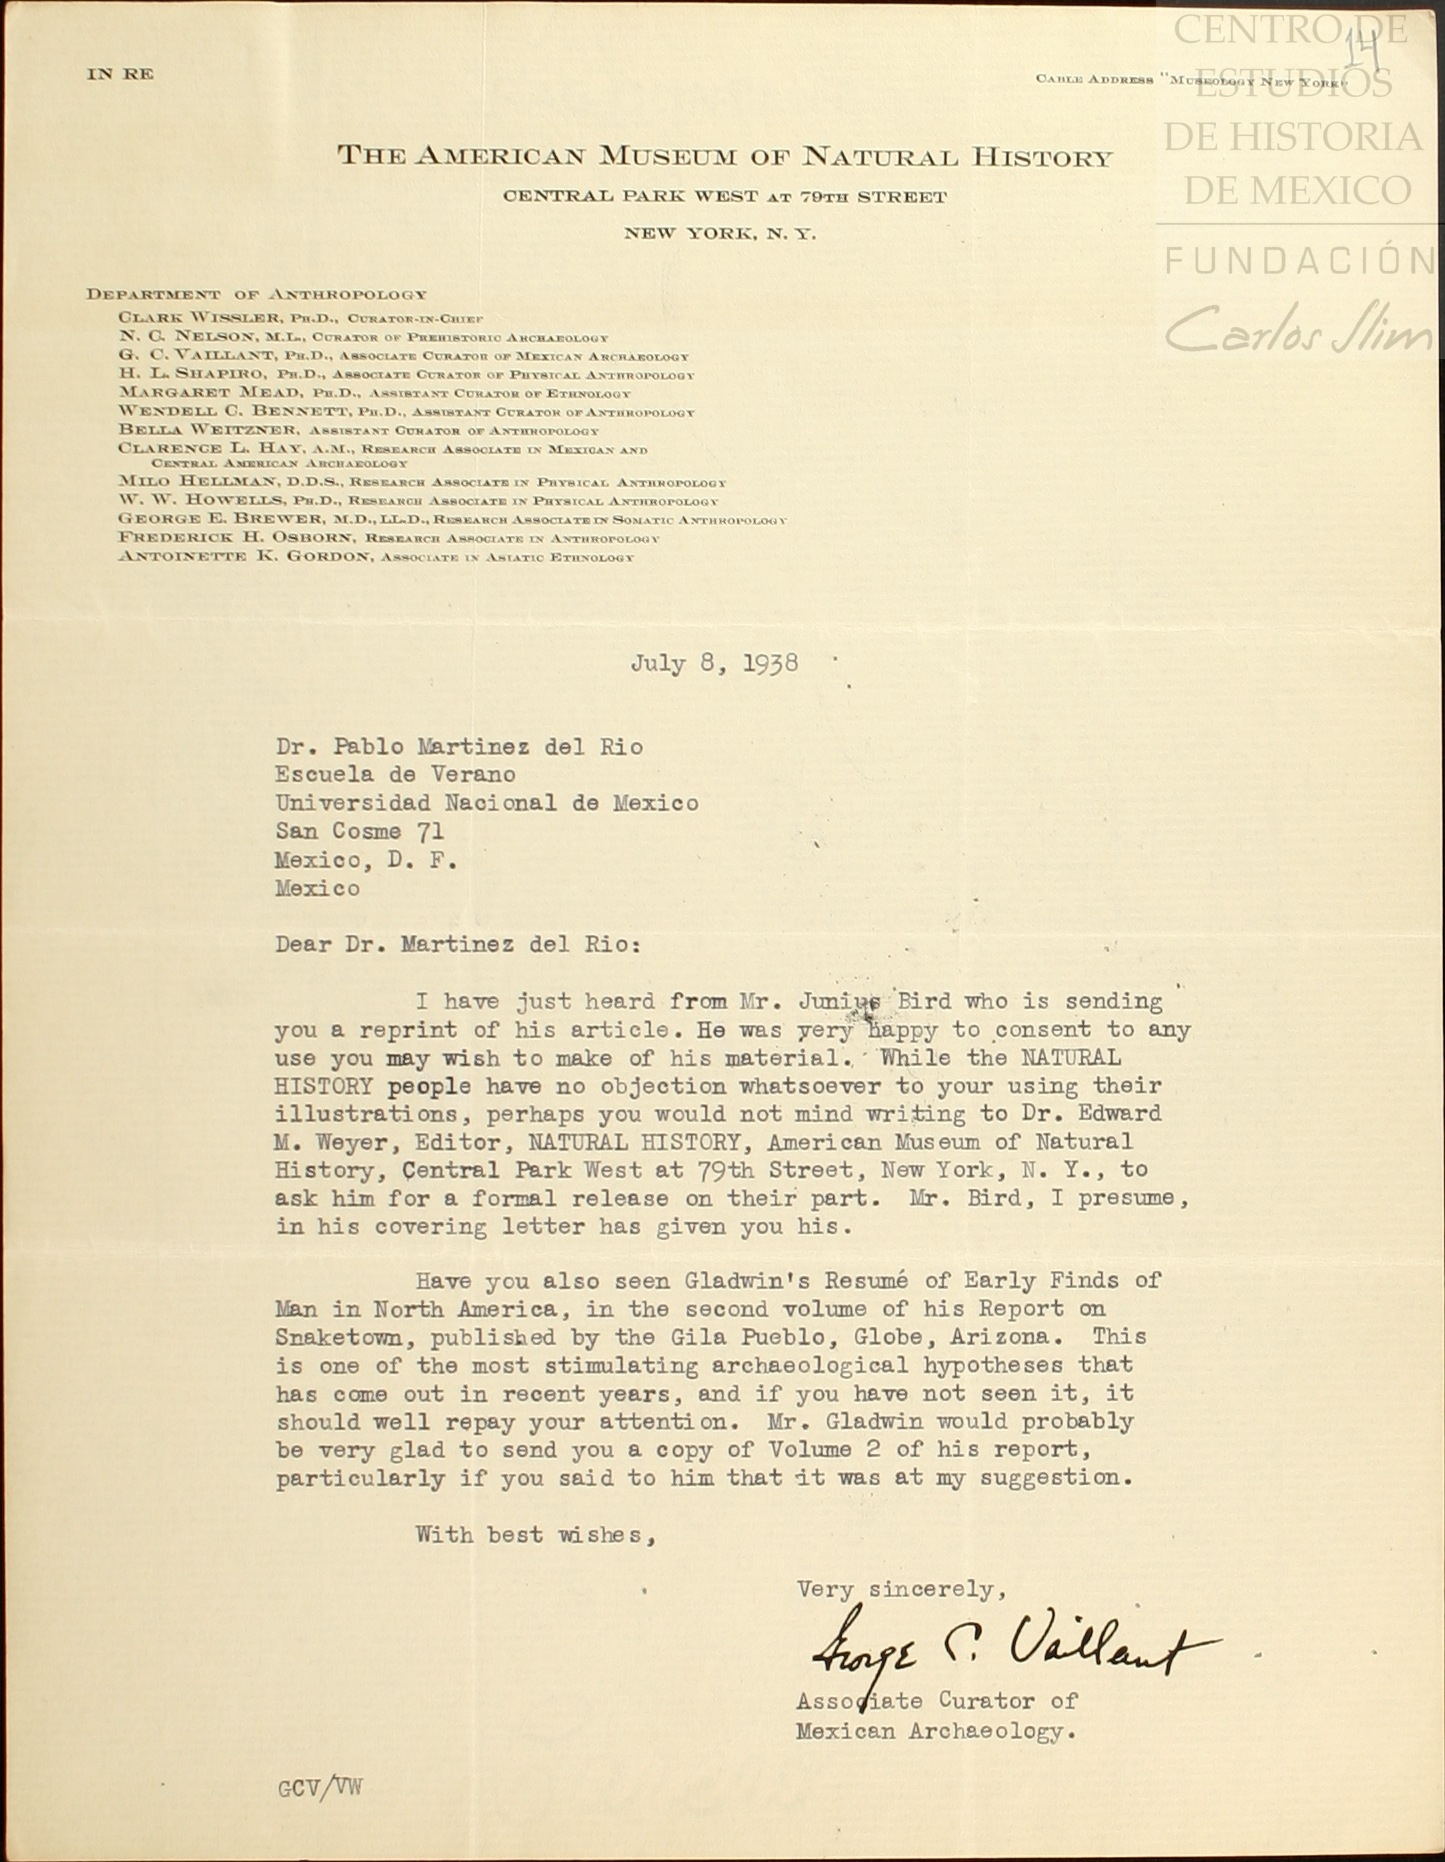 IN RE
14
CABLE ADDRESS "MUSEOLOGY NEW YORK"
CENTRO DE
ESTUDIOS
DE HISTORIA
DE MEXICO
FUNDACIÓN
Carlos Slim
THE AMERICAN MUSEUM OF NATURAL HISTORY
CENTRAL PARK WEST AT 79TH STREET
NEW YORK, N. Y.
DEPARTMENT OF ANTHROPOLOGY
CLARK WISSLER, PH.D., CURATOR-IN-CHIEF
N. C. NELSON, M.L., CURATOR OF PREHISTORIC ARCHAEOLOGY
G. C. VAILLANT, PH.D., ASSOCIATE CURATOR OF MEXICAN ARCHAEOLOGY
H. L. SHAPIRO, PH.D., ASSOCIATE CURATOR OF PHYSICAL ANTHROPOLOGY
MARGARET MEAD, PH.D., ASSISTANT CURATOR OF ETHNOLOGY
WENDELL C. BENNETT, PH.D., ASSISTANT CURATOR OF ANTHROPOLOGY
BELLA WEITZNER, ASSISTANT CURATOR OF ANTHROPOLOGY
CLARENCE L. HAY, A.M., RESEARCH ASSOCIATE IN MEXICAN AND
CENTRAL AMERICAN ARCHAEOLOGY
MILO HELLMAN, D.D.S., RESEARCH ASSOCIATE IN PHYSICAL ANTHROPOLOGY
W. W. HOWELLS, PH.D., RESEARCH ASSOCIATE IN PHYSICAL ANTHROPOLOGY
GEORGE E. BREWER, M.D., LL.D., RESEARCH ASSOCIATE IN SOMATIC ANTHROPOLOGY
FREDERICK H. OSBORN, RESEARCH ASSOCIATE IN ANTHROPOLOGY
ANTOINETTE K. GORDON, ASSOCIATE IN ASIATIC ETHNOLOGY
July 8, 1938
Dr. Pablo Martinez del Rio
Escuela de Verano
Universidad Nacional de Mexico
San Cosme 71
Mexico, D. F.
Mexico
Dear Dr. Martinez del Rio:
I have just heard from Mr. Junius Bird who is sending
you a reprint of his article. He was very happy to consent to any
use you may wish to make of his material. While the NATURAL
HISTORY people have no objection whatsoever to your using their
illustrations, perhaps you would not mind writing to Dr. Edward
M. Weyer, Editor, NATURAL HISTORY, American Museum of Natural
History, Central Park West at 79th Street, New York, N. Y., to
ask him for a formal release on their part. Mr. Bird, I presume,
in his covering letter has given you his.
Have you also seen Gladwin's Resumé of Early Finds of
Man in North America, in the second volume of his Report on
Snaketown, published by the Gila Pueblo, Globe, Arizona. This
is one of the most stimulating archaeological hypotheses that
has come out in recent years, and if you have not seen it, it
should well repay your attention. Mr. Gladwin would probably
be very glad to send you a copy of Volume 2 of his report,
particularly if you said to him that it was at my suggestion.
With best wishes,
Very sincerely,
George C. Vaillant
Associate Curator of
Mexican Archaeology.
GCV/VW